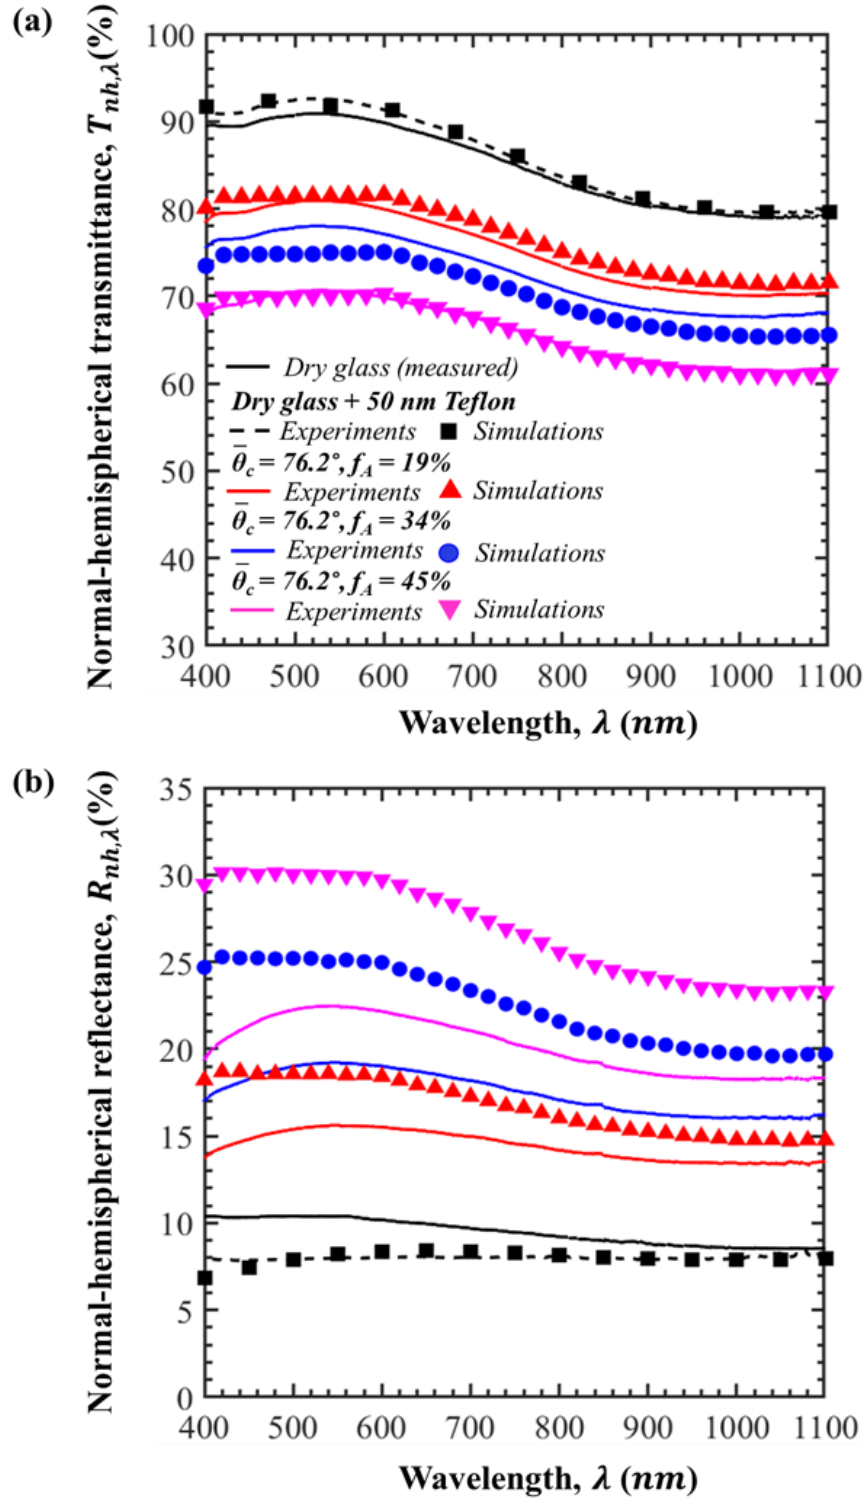 (a)
Normal-hemispherical transmittance, T_nh,λ(%)
100
90
80
70
60
50
40
30
Dry glass (measured)
Dry glass + 50 nm Teflon
Experiments Simulations
θ̄_c = 76.2°, f_A = 19%
Experiments Simulations
θ̄_c = 76.2°, f_A = 34%
Experiments Simulations
θ̄_c = 76.2°, f_A = 45%
Experiments Simulations
400 500 600 700 800 900 1000 1100
Wavelength, λ (nm)
(b)
Normal-hemispherical reflectance, R_nh,λ(%)
35
30
25
20
15
10
5
0
400 500 600 700 800 900 1000 1100
Wavelength, λ (nm)